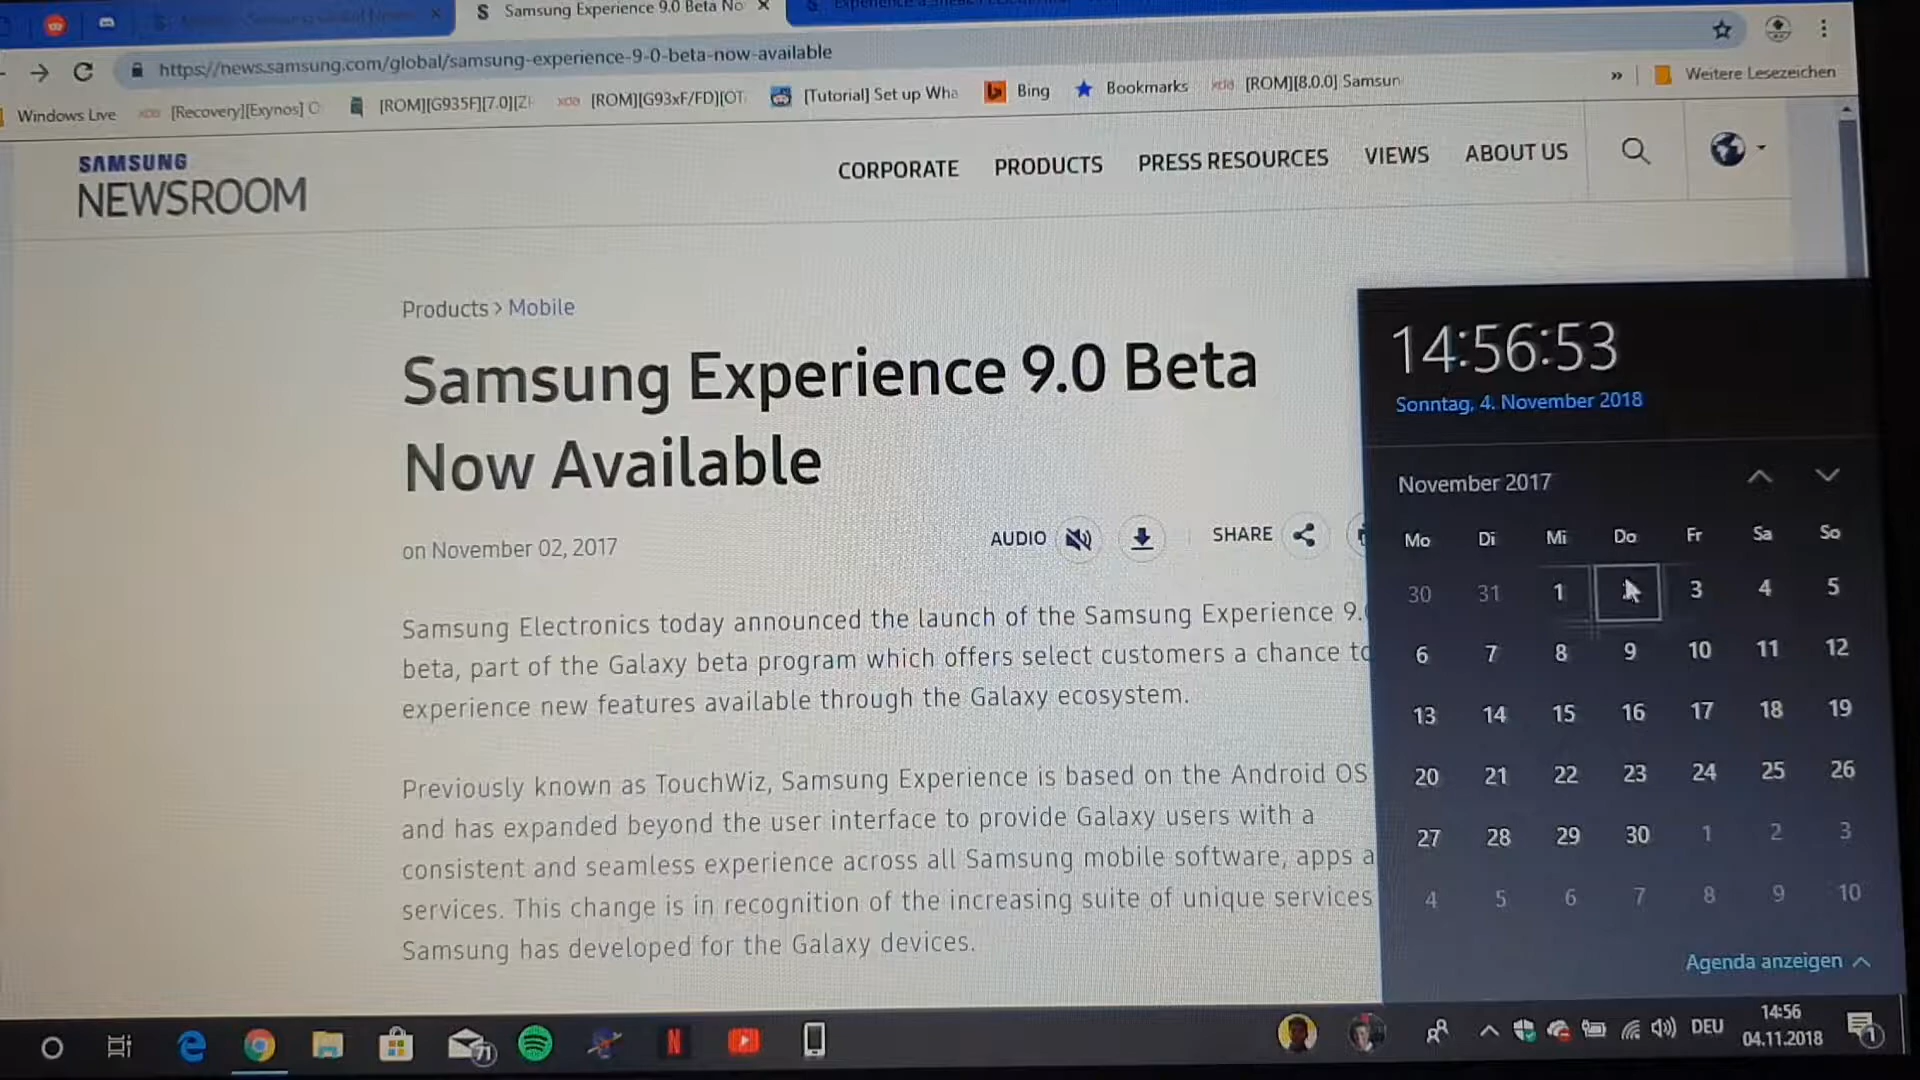 Samsung Experience 9.0 Beta No
https://news.samsung.com/global/samsung-experience-9-0-beta-now-available
Windows Live
xda [Recovery][Exynos] O
[ROM][G935F][7.0][Z
xda [ROM][G93xF/FD][OT
[Tutorial] Set up Wha
Bing
Bookmarks
xda [ROM][8.0.0] Samsun
»
Weitere Lesezeichen
SAMSUNG
NEWSROOM
CORPORATE PRODUCTS PRESS RESOURCES VIEWS ABOUT US
Products > Mobile
Samsung Experience 9.0 Beta
Now Available
on November 02, 2017
AUDIO
SHARE
Samsung Electronics today announced the launch of the Samsung Experience 9.
beta, part of the Galaxy beta program which offers select customers a chance to
experience new features available through the Galaxy ecosystem.
Previously known as TouchWiz, Samsung Experience is based on the Android OS
and has expanded beyond the user interface to provide Galaxy users with a
consistent and seamless experience across all Samsung mobile software, apps a
services. This change is in recognition of the increasing suite of unique services
Samsung has developed for the Galaxy devices.
14:56:53
Sonntag, 4. November 2018
November 2017
Mo Di Mi Do Fr Sa So
30 31 1 3 4 5
6 7 8 9 10 11 12
13 14 15 16 17 18 19
20 21 22 23 24 25 26
27 28 29 30 1 2 3
4 5 6 7 8 9 10
Agenda anzeigen
71
N
DEU
14:56
04.11.2018
1